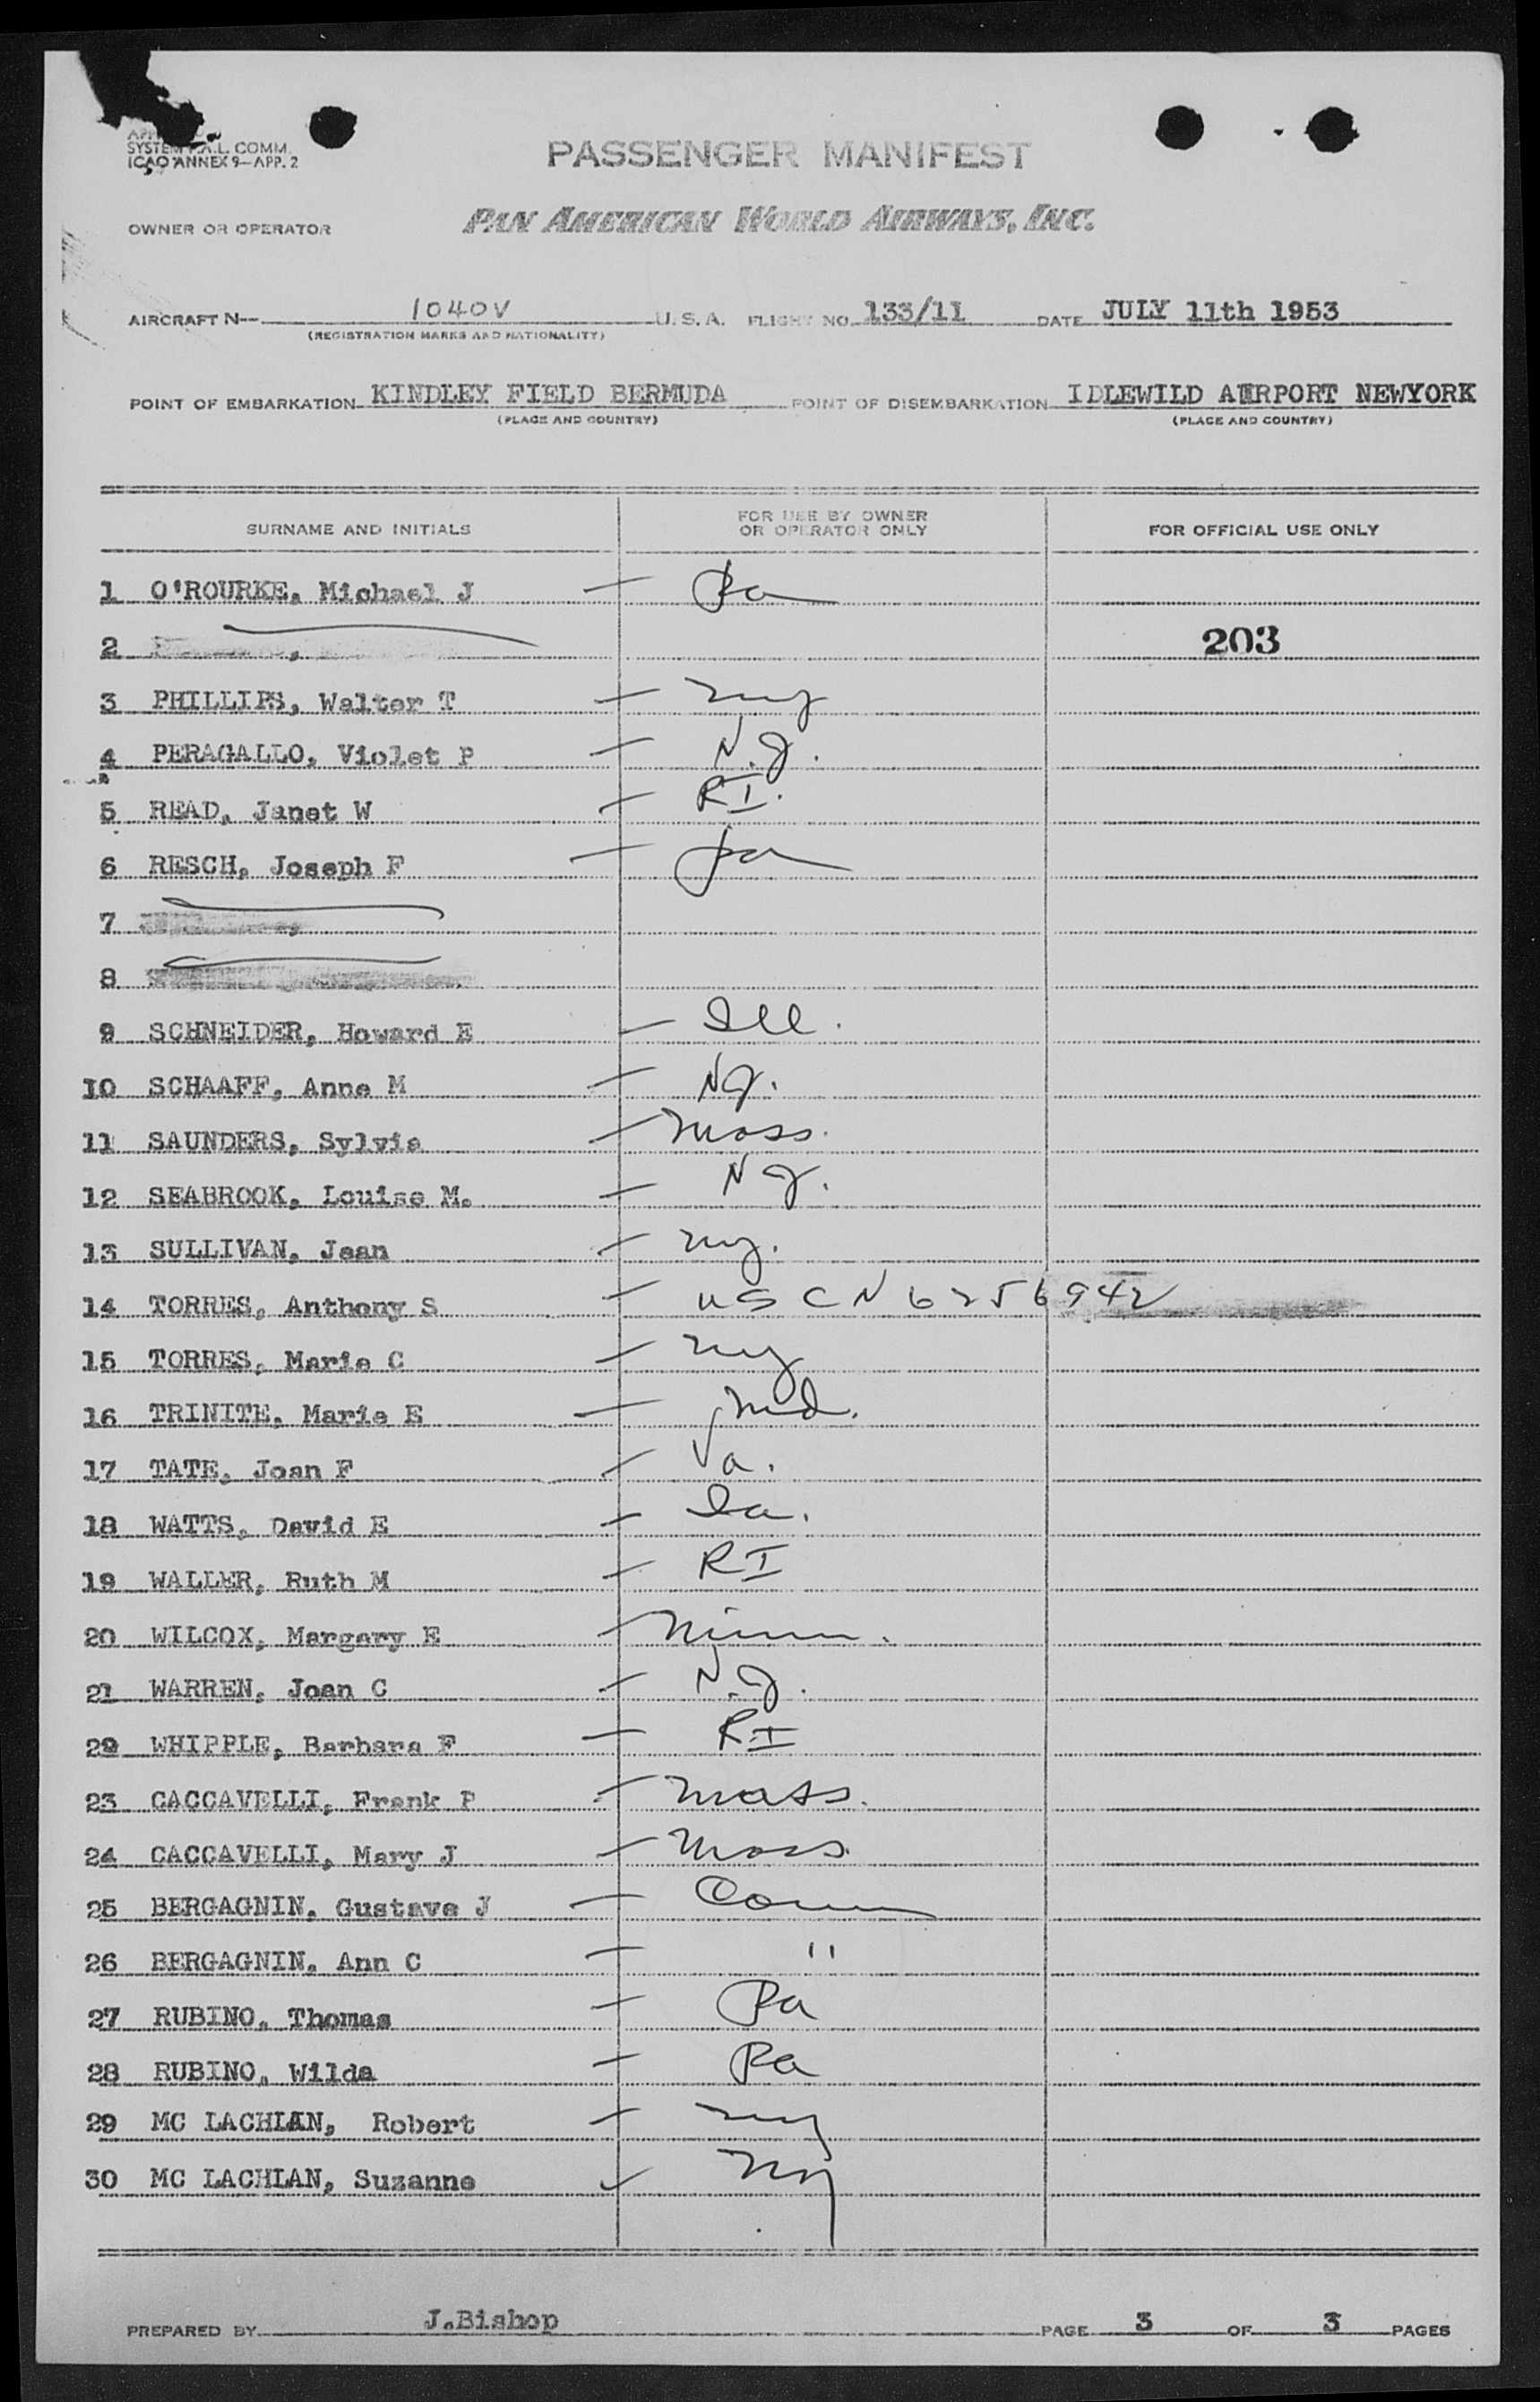 SYSTEM F.A.L. COMM.
ICAO ANNEX 9—APP. 2
PASSENGER MANIFEST
OWNER OR OPERATOR PAN AMERICAN WORLD AIRWAYS, INC.
AIRCRAFT N— 1040V U.S.A. FLIGHT NO. 133/11 DATE JULY 11th 1953
(REGISTRATION MARKS AND NATIONALITY)
POINT OF EMBARKATION KINDLEY FIELD BERMUDA POINT OF DISEMBARKATION IDLEWILD AIRPORT NEWYORK
(PLACE AND COUNTRY) (PLACE AND COUNTRY)
SURNAME AND INITIALS FOR USE BY OWNER OR OPERATOR ONLY FOR OFFICIAL USE ONLY
1 O'ROURKE, Michael J — Pa
2 203
3 PHILLIPS, Walter T — ny
4 PERAGALLO, Violet P — N.J.
5 READ, Janet W — RI.
6 RESCH, Joseph F — pa
7
8
9 SCHNEIDER, Howard E — Ill.
10 SCHAAFF, Anne M — NJ.
11 SAUNDERS, Sylvia — Mass.
12 SEABROOK, Louise M. — NJ.
13 SULLIVAN, Jean — ny.
14 TORRES, Anthony S — USCN 6256942
15 TORRES, Marie C — ny
16 TRINITE, Marie E — md.
17 TATE, Joan F — Va.
18 WATTS, David E — Ia.
19 WALLER, Ruth M — RI
20 WILCOX, Margery E — Minn.
21 WARREN, Joan C — N.J.
22 WHIPPLE, Barbara F — RI
23 CACCAVELLI, Frank P — Mass.
24 CACCAVELLI, Mary J — Mass
25 BERGAGNIN, Gustave J — Conn
26 BERGAGNIN, Ann C — "
27 RUBINO, Thomas — Pa
28 RUBINO, Wilda — Pa
29 MC LACHLAN, Robert — ny
30 MC LACHLAN, Suzanne ✓ ny
PREPARED BY J.Bishop PAGE 3 OF 3 PAGES